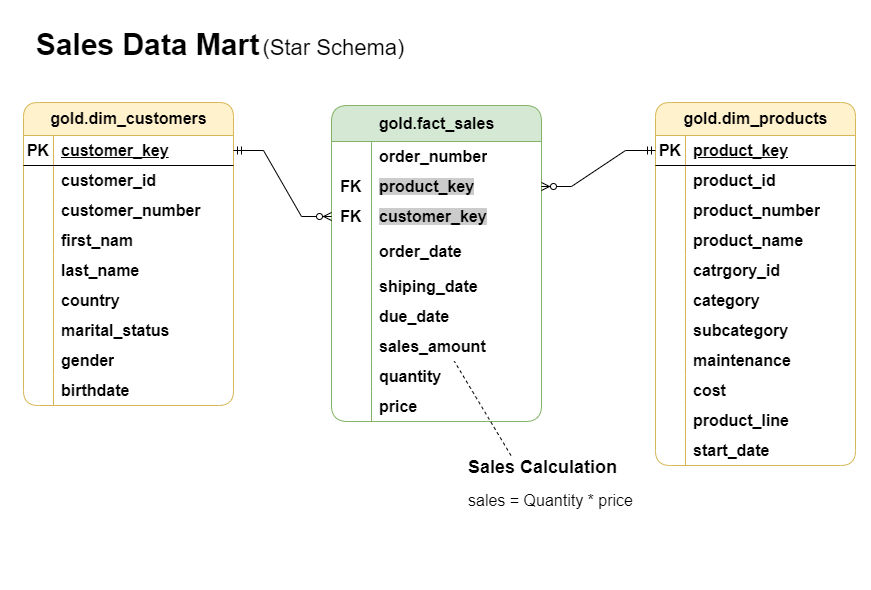 Sales Data Mart (Star Schema)
gold.dim_customers
PK customer_key
customer_id
customer_number
first_nam
last_name
country
marital_status
gender
birthdate
gold.fact_sales
order_number
FK product_key
FK customer_key
order_date
shiping_date
due_date
sales_amount
quantity
price
Sales Calculation
sales = Quantity * price
gold.dim_products
PK product_key
product_id
product_number
product_name
catrgory_id
category
subcategory
maintenance
cost
product_line
start_date